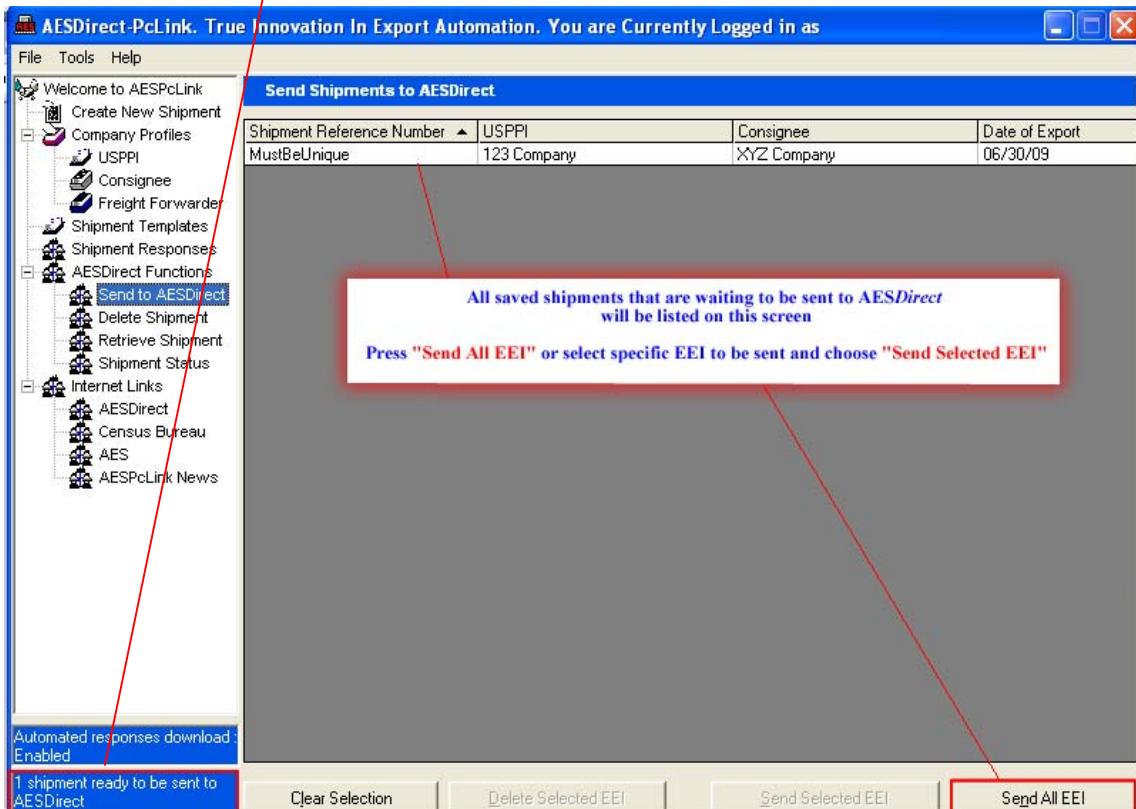 AESDirect-PcLink. True Innovation In Export Automation. You are Currently Logged in as
File Tools Help
Welcome to AESPcLink
Create New Shipment
Company Profiles
USPPI
Consignee
Freight Forwarder
Shipment Templates
Shipment Responses
AESDirect Functions
Send to AESDirect
Delete Shipment
Retrieve Shipment
Shipment Status
Internet Links
AESDirect
Census Bureau
AES
AESPcLink News
Automated responses download :
Enabled
1 shipment ready to be sent to
AESDirect
Send Shipments to AESDirect
Shipment Reference Number USPPI Consignee Date of Export
MustBeUnique 123 Company XYZ Company 06/30/09
All saved shipments that are waiting to be sent to AESDirect
will be listed on this screen
Press "Send All EEI" or select specific EEI to be sent and choose "Send Selected EEI"
Clear Selection Delete Selected EEI Send Selected EEI Send All EEI